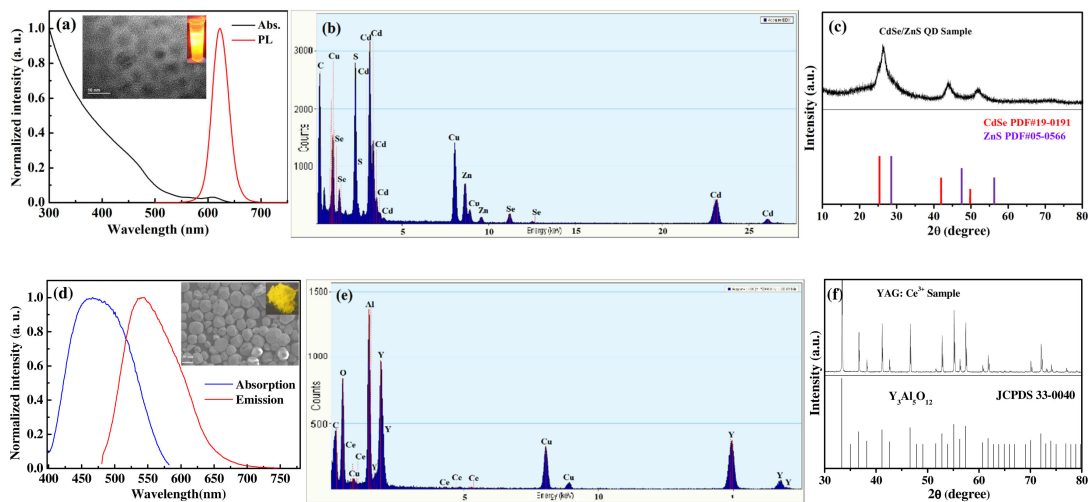 (a)
Abs.
PL
Normalized intensity (a. u.)
1.0
0.8
0.6
0.4
0.2
0.0
300 400 500 600 700
Wavelength (nm)
10 nm
(b)
Counts
3000
2000
1000
C
Cu
Se
Se
S
Cd
S
Cd
Cd
Cd
Cd
Cu
Zn
Cu
Zn
Se
Se
Cd
Cd
5 10 15 20 25
Energy (keV)
(c)
CdSe/ZnS QD Sample
CdSe PDF#19-0191
ZnS PDF#05-0566
Intensity (a.u.)
10 20 30 40 50 60 70 80
2θ (degree)
(d)
Absorption
Emission
Normalized intensity (a. u.)
1.0
0.8
0.6
0.4
0.2
0.0
400 450 500 550 600 650 700 750
Wavelength(nm)
(e)
Counts
1500
1000
500
C
O
Ce
Cu
Ce
Al
Y
Y
Y
Ce
Ce
Ce
Cu
Cu
Y
Y
Y
5 10
Energy (keV)
(f)
YAG: Ce3+ Sample
Y3Al5O12
JCPDS 33-0040
Intensity (a.u.)
30 40 50 60 70 80
2θ (degree)